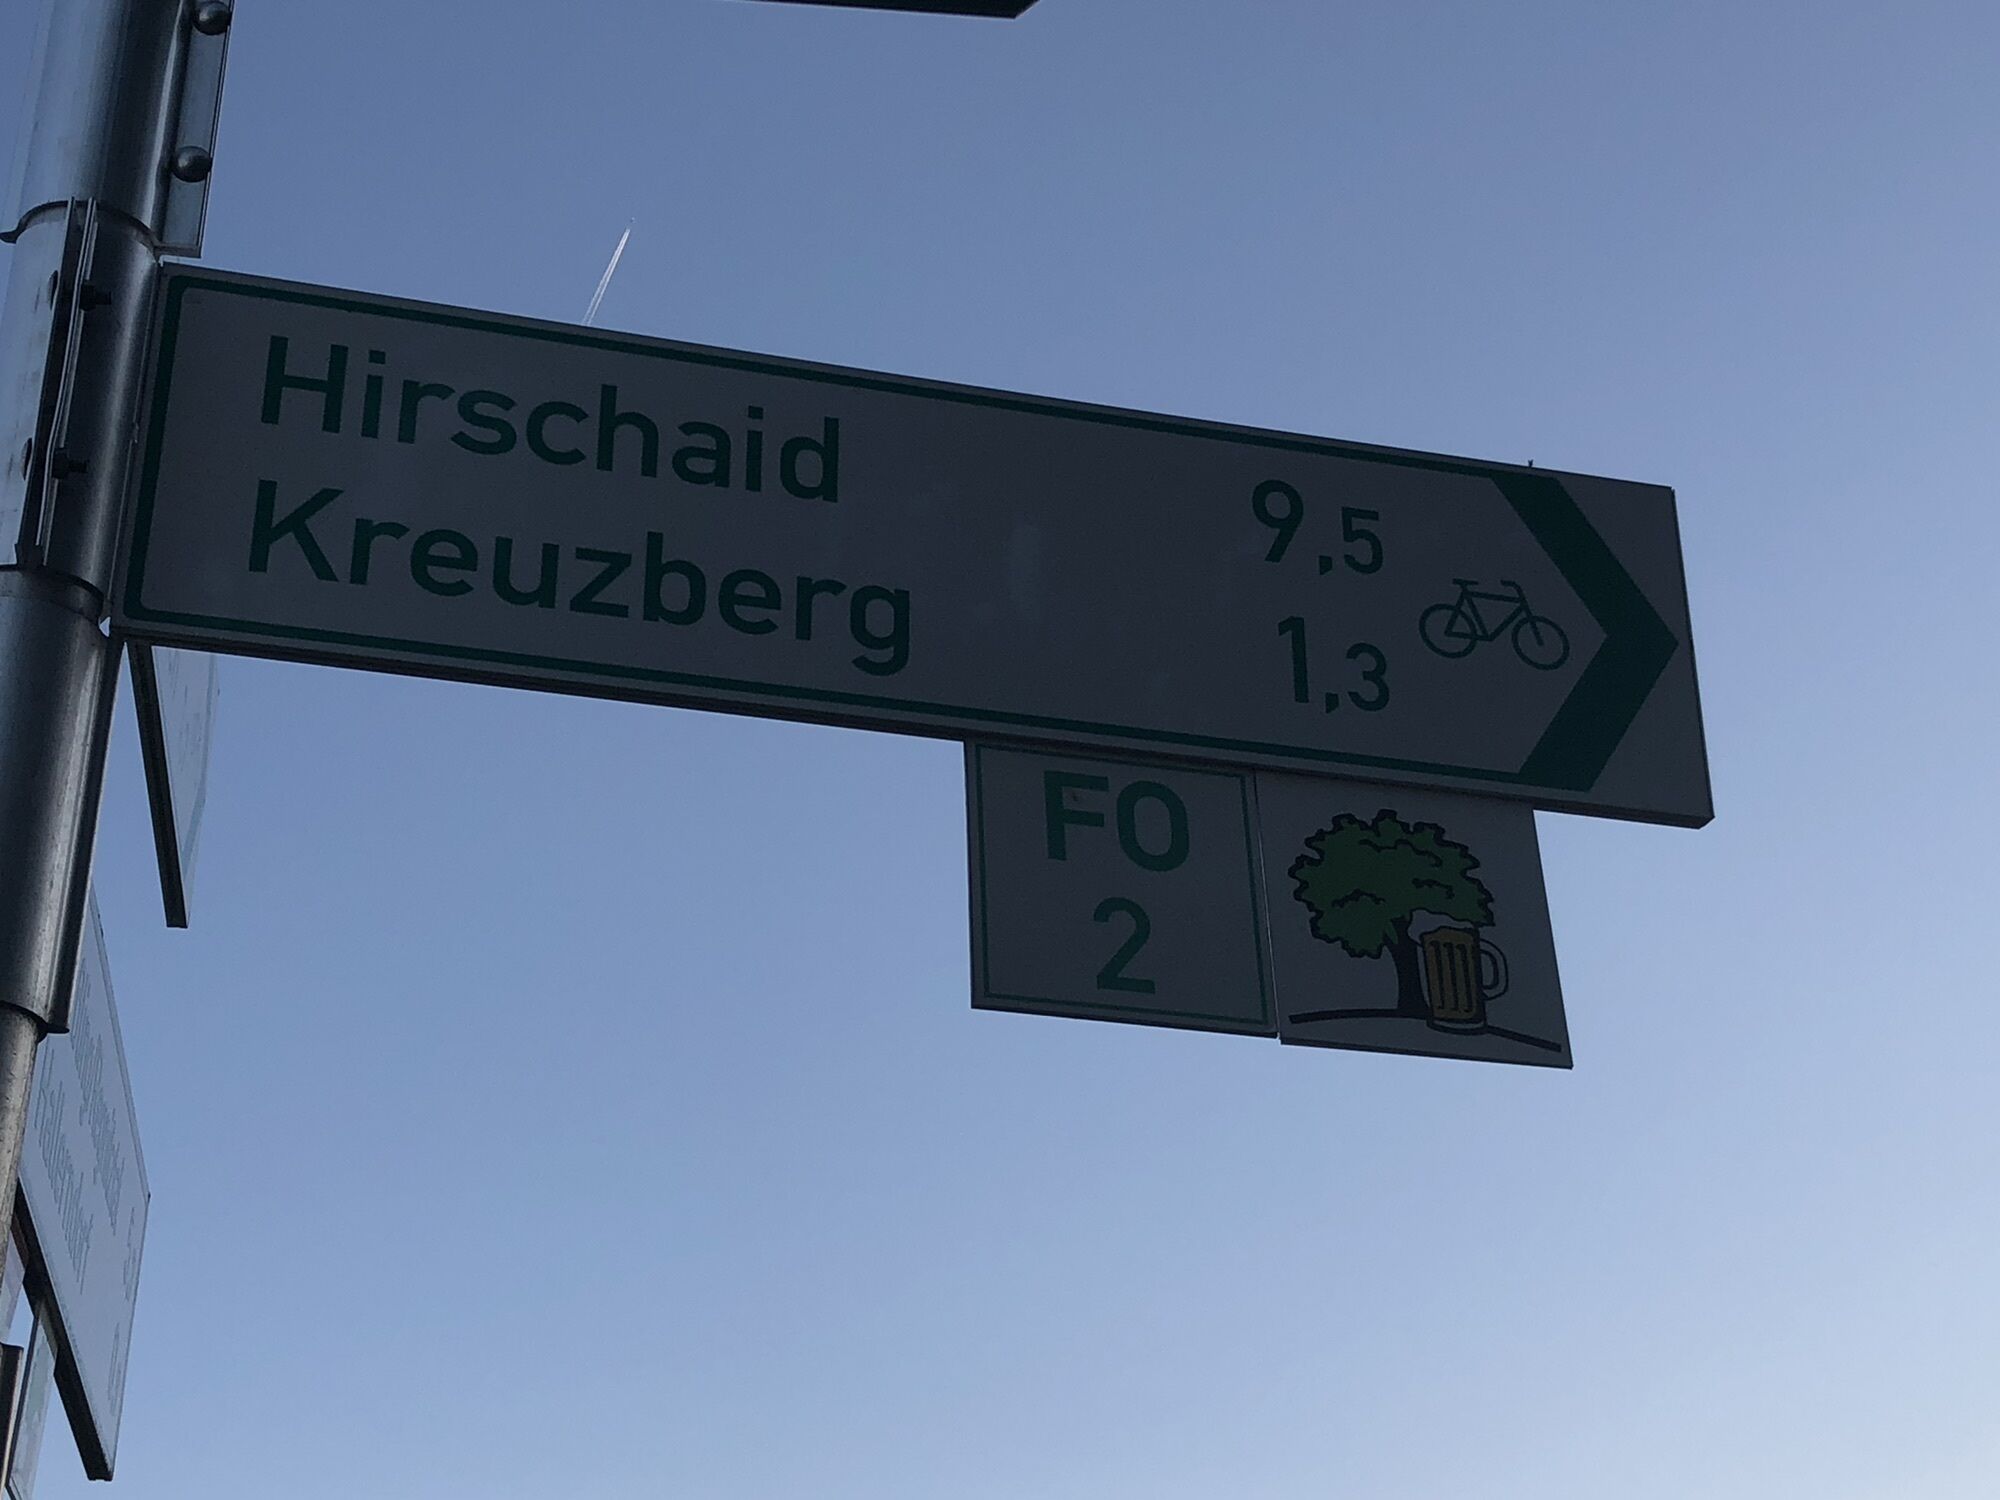 Hirschaid 9,5
Kreuzberg 1,3
FO
2